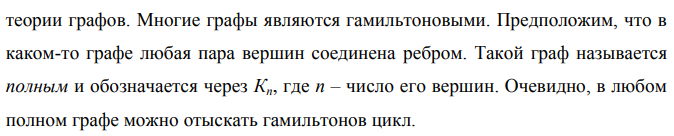 теории графов. Многие графы являются гамильтоновыми. Предположим, что в
каком-то графе любая пара вершин соединена ребром. Такой граф называется
полным и обозначается через Kn, где n – число его вершин. Очевидно, в любом
полном графе можно отыскать гамильтонов цикл.